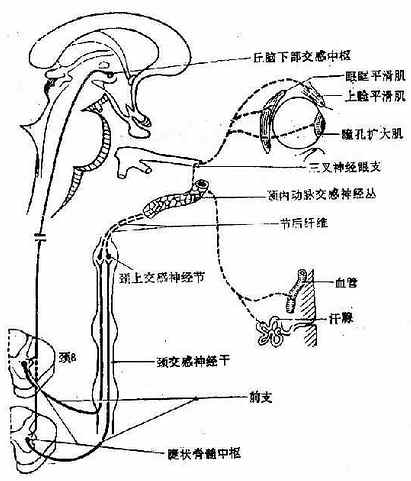 丘脑下部交感中枢
眼眶平滑肌
上睑平滑肌
瞳孔扩大肌
三叉神经眼支
颈内动脉交感神经丛
节后纤维
颈上交感神经节
血管
汗腺
颈8
颈交感神经干
前支
睫状脊髓中枢